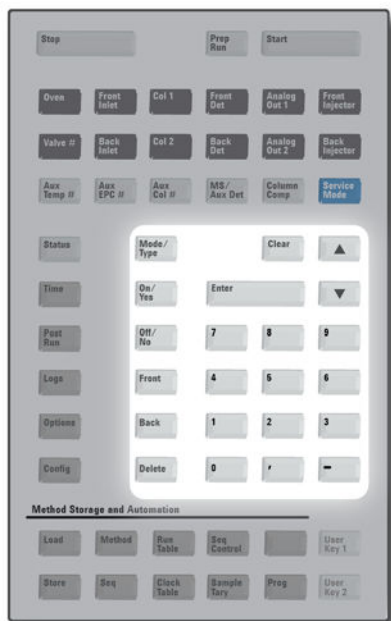 Stop Prep Run Start
Oven Front Inlet Col 1 Front Det Analog Out 1 Front Injector
Valve # Back Inlet Col 2 Back Det Analog Out 2 Back Injector
Aux Temp # Aux EPC # Aux Col # MS/ Aux Det Column Comp Service Mode
Status Mode/ Type Clear ▲
Time On/ Yes Enter ▼
Post Run Off/ No 7 8 9
Logs Front 4 5 6
Options Back 1 2 3
Config Delete 0 , –
Method Storage and Automation
Load Method Run Table Seq Control User Key 1
Store Seq Clock Table Sample Tary Prog User Key 2